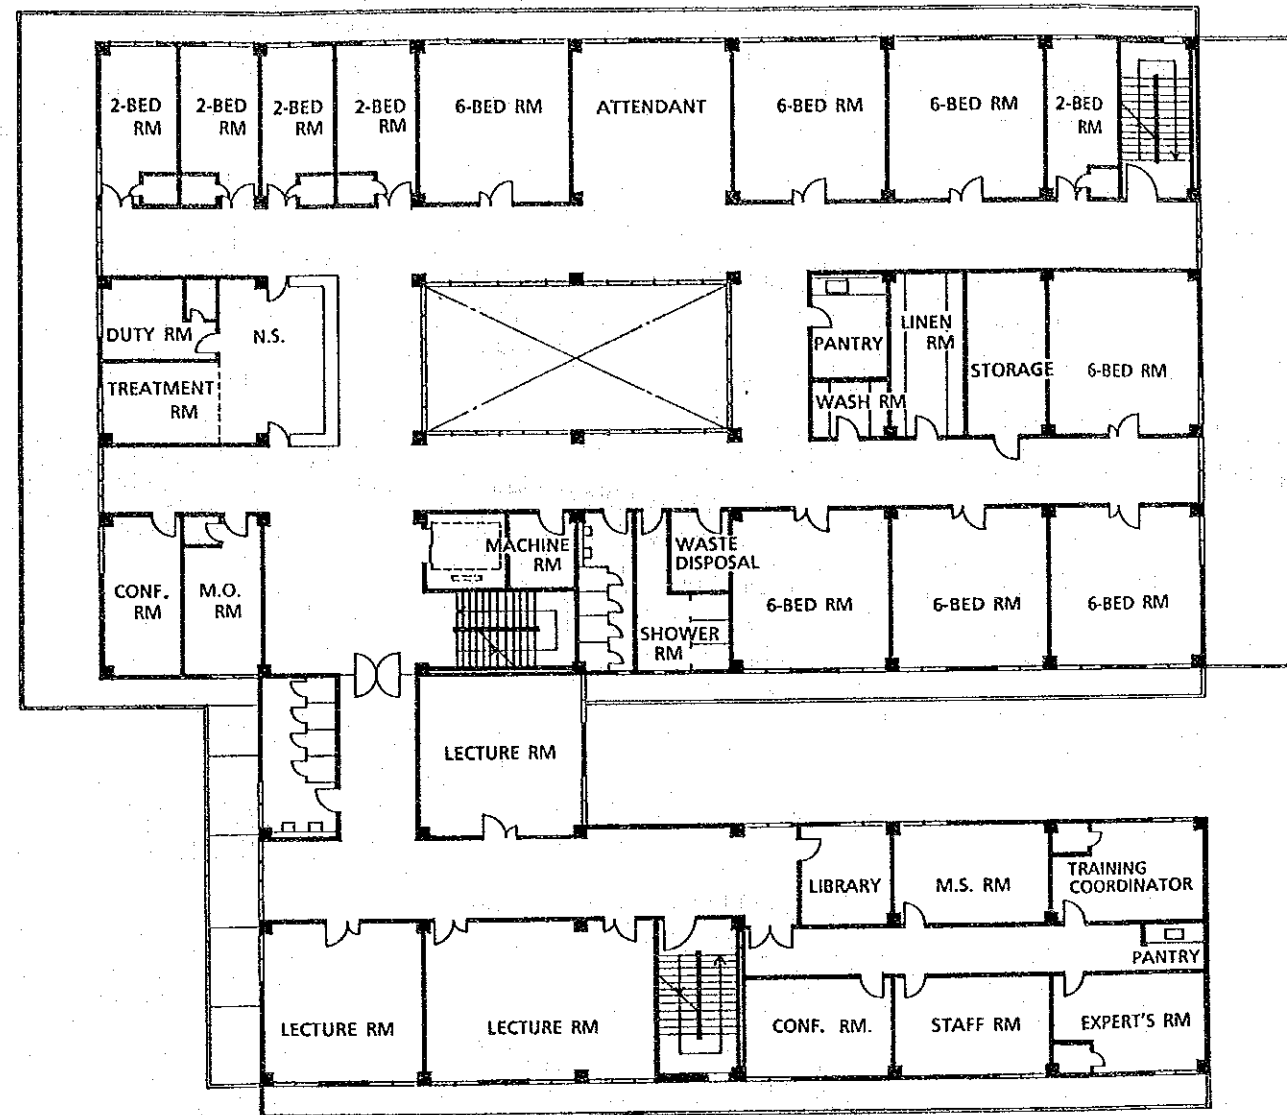 2-BED
RM
2-BED
RM
2-BED
RM
2-BED
RM
6-BED RM
ATTENDANT
6-BED RM
6-BED RM
2-BED
RM
DUTY RM
N.S.
TREATMENT
RM
PANTRY
LINEN
RM
STORAGE
6-BED RM
WASH RM
CONF.
RM
M.O.
RM
MACHINE
RM
WASTE
DISPOSAL
SHOWER
RM
6-BED RM
6-BED RM
6-BED RM
LECTURE RM
LIBRARY
M.S. RM
TRAINING
COORDINATOR
PANTRY
LECTURE RM
LECTURE RM
CONF. RM.
STAFF RM
EXPERT'S RM